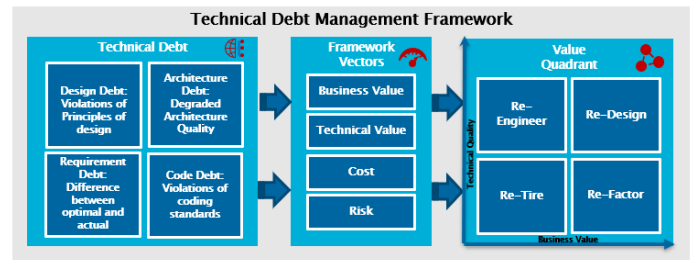 Technical Debt Management Framework
Technical Debt
Design Debt:
Violations of
Principles of
design
Architecture
Debt:
Degraded
Architecture
Quality
Requirement
Debt:
Difference
between
optimal and
actual
Code Debt:
Violations of
coding
standards
Framework
Vectors
Business Value
Technical Value
Cost
Risk
Value
Quadrant
Technical Quality
Re-
Engineer
Re-Design
Re-Tire
Re-Factor
Business Value